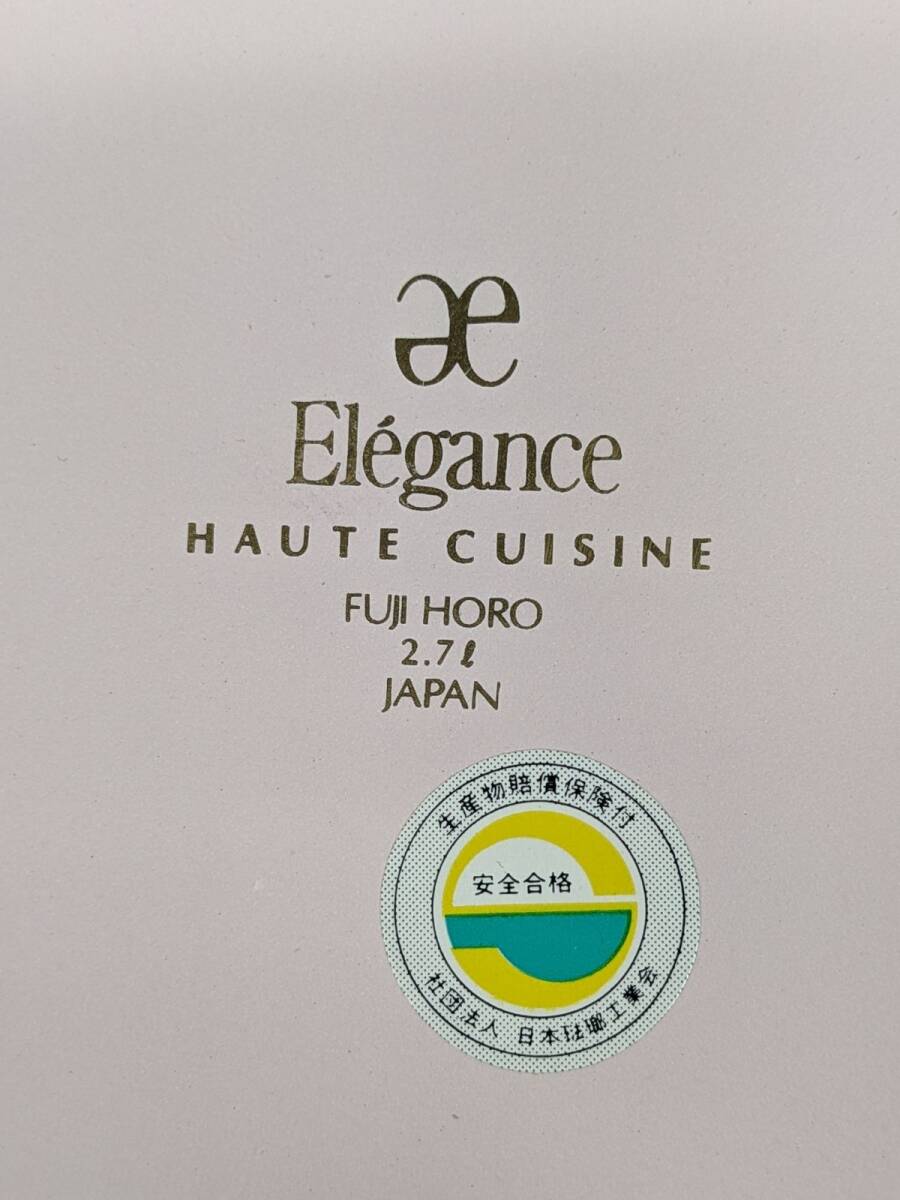 æ
Elégance
HAUTE CUISINE
FUJI HORO
2.7ℓ
JAPAN
生産物賠償保険付
安全合格
社団法人 日本琺瑯工業会